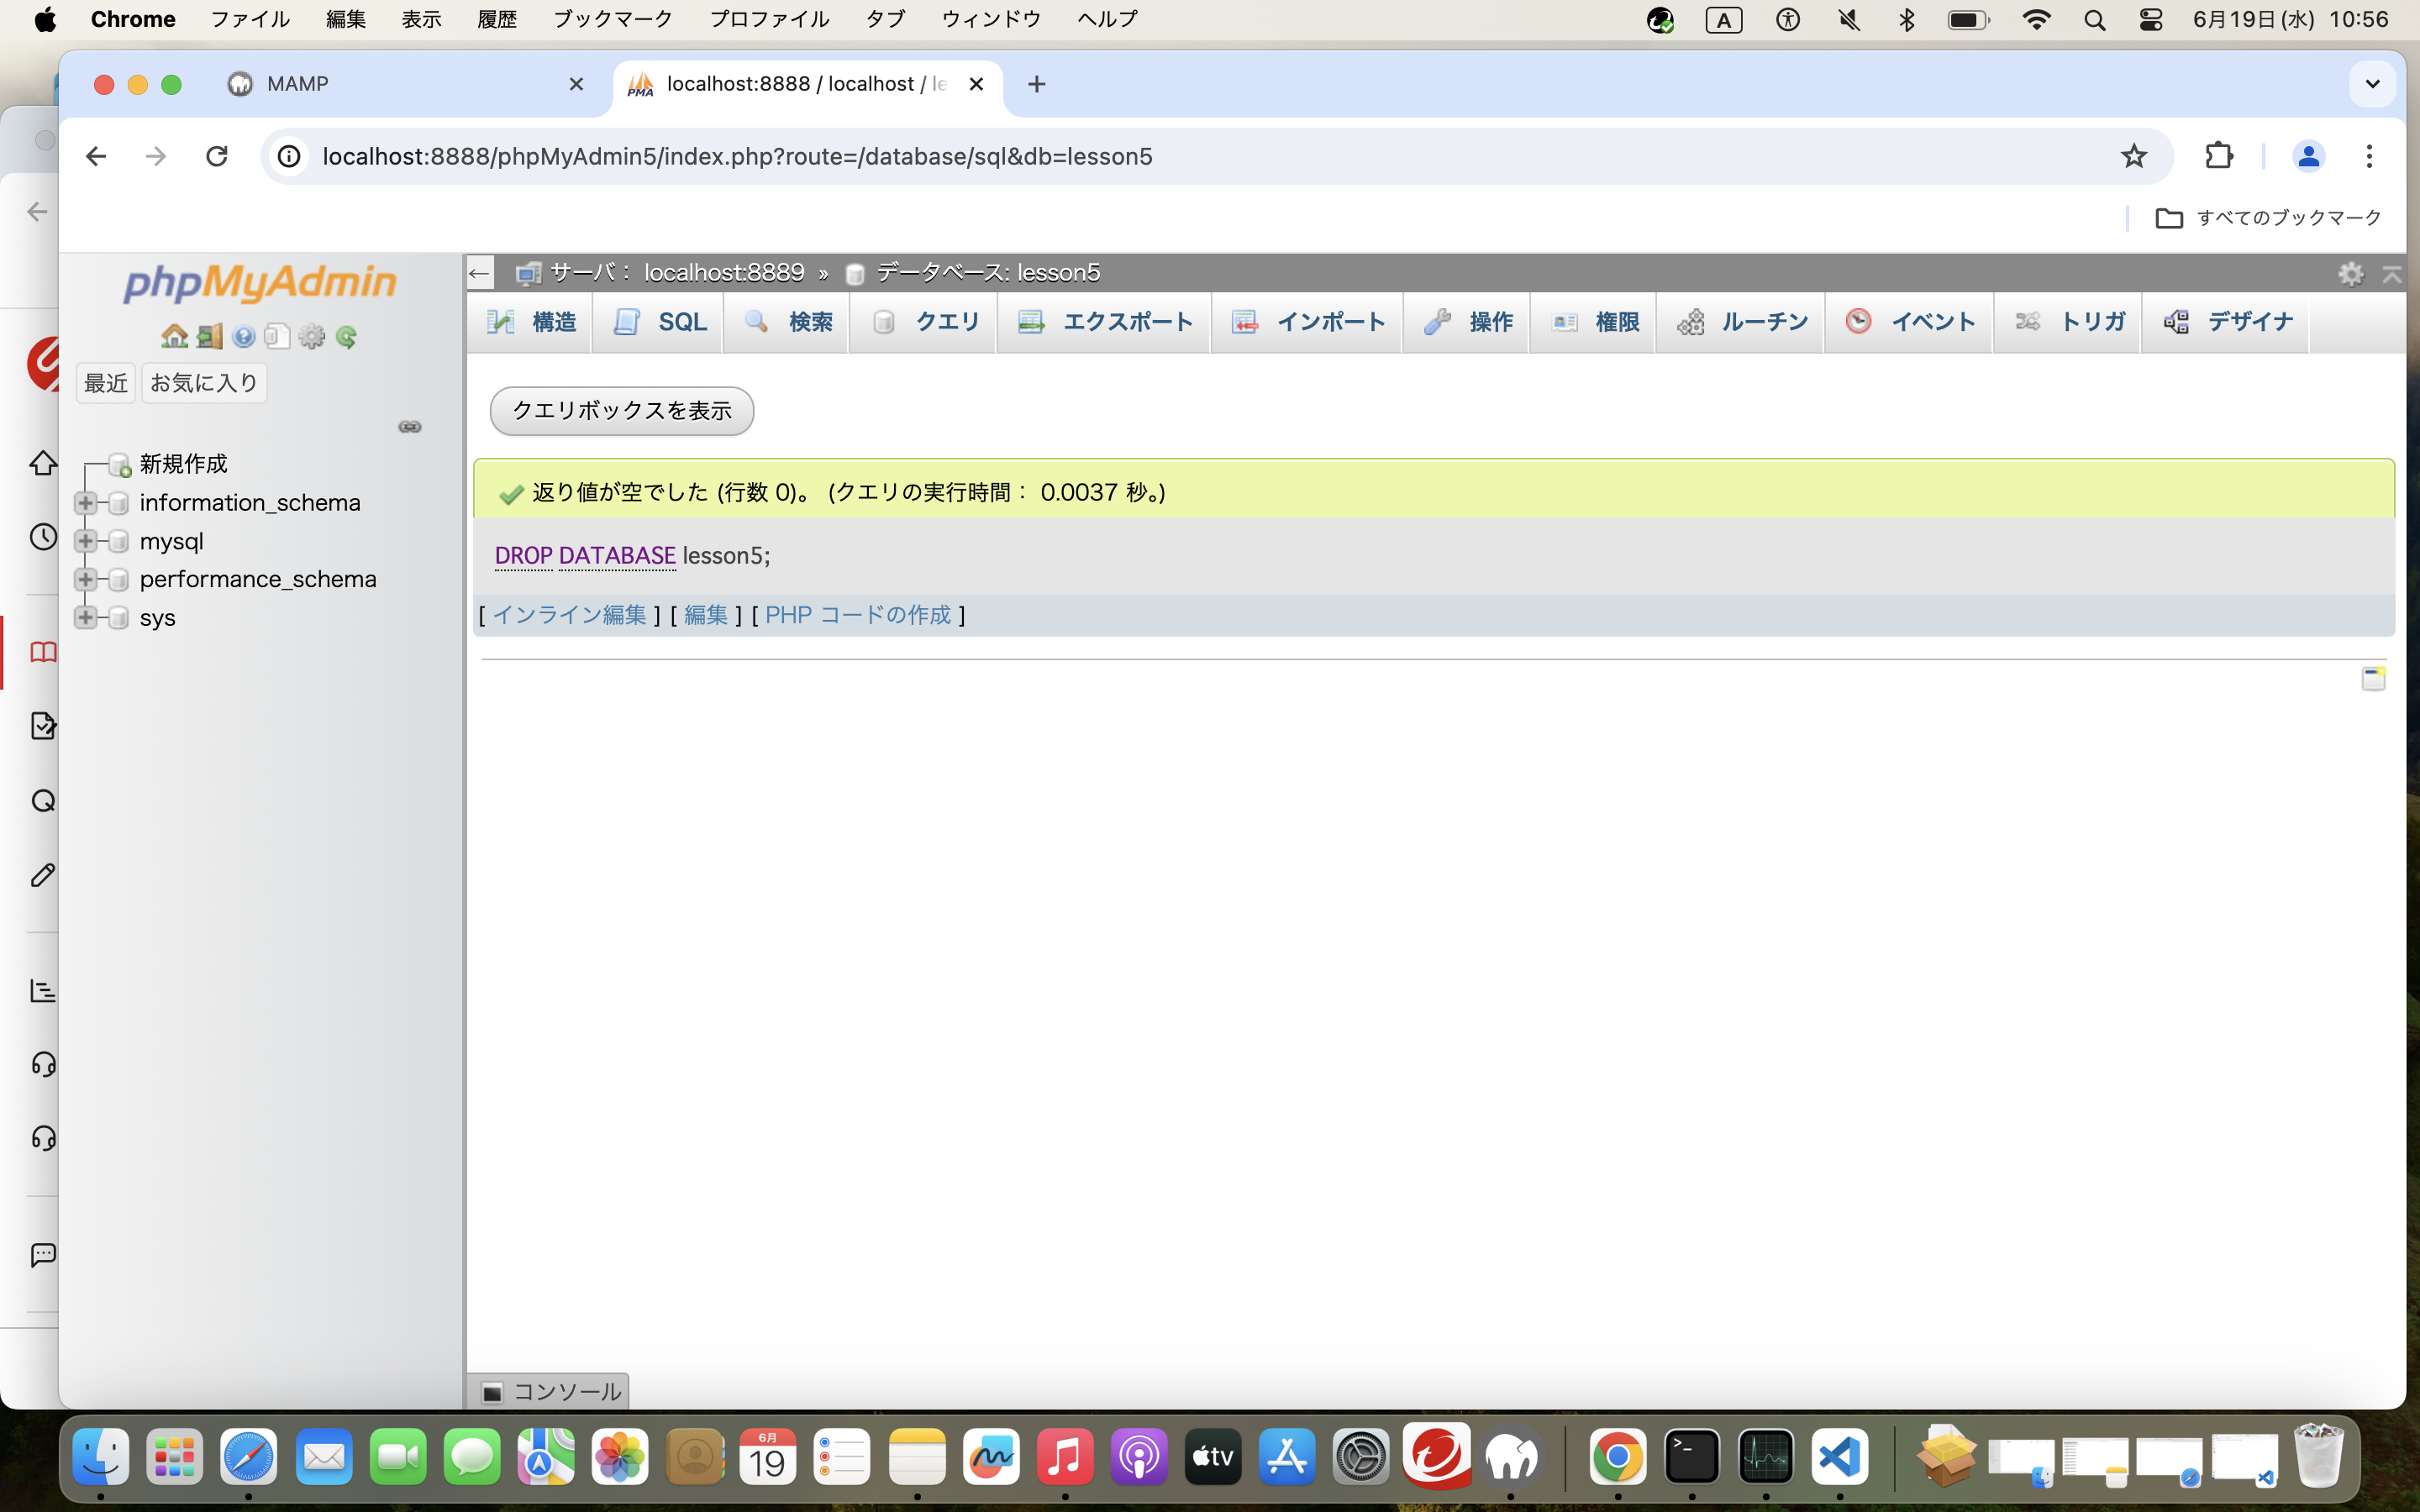 Chrome ファイル 編集 表示 履歴 ブックマーク プロファイル タブ ウィンドウ ヘルプ A 6月19日(水) 10:56
MAMP localhost:8888 / localhost / le
localhost:8888/phpMyAdmin5/index.php?route=/database/sql&db=lesson5
すべてのブックマーク
phpMyAdmin
最近 お気に入り
新規作成
information_schema
mysql
performance_schema
sys
サーバ: localhost:8889 » データベース: lesson5
構造 SQL 検索 クエリ エクスポート インポート 操作 権限 ルーチン イベント トリガ デザイナ
クエリボックスを表示
返り値が空でした (行数 0)。 (クエリの実行時間: 0.0037 秒。)
DROP DATABASE lesson5;
[ インライン編集 ] [ 編集 ] [ PHP コードの作成 ]
コンソール
6月
19
tv